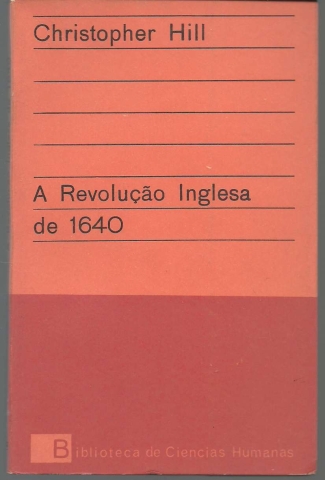 Christopher Hill
A Revolução Inglesa
de 1640
Biblioteca de Ciencias Humanas